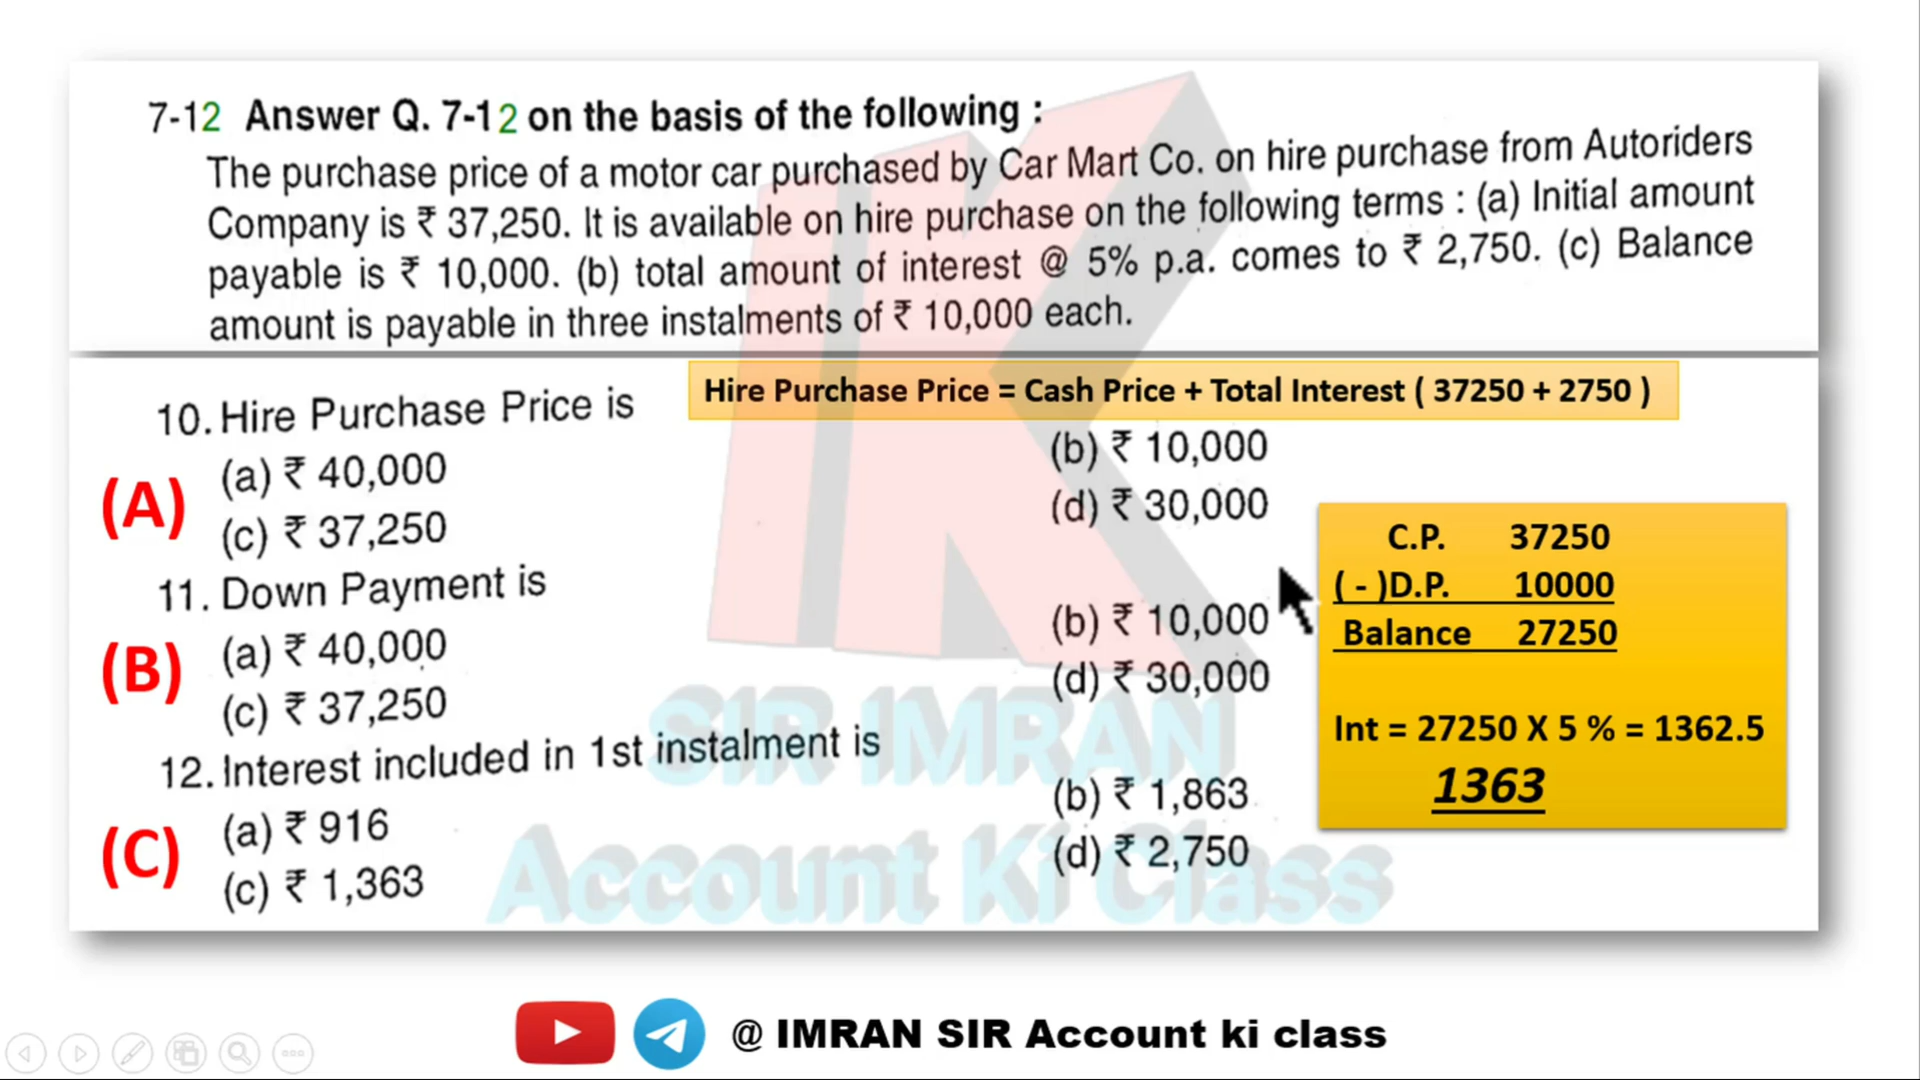 7-12 Answer Q. 7-12 on the basis of the following :
The purchase price of a motor car purchased by Car Mart Co. on hire purchase from Autoriders
Company is ₹ 37,250. It is available on hire purchase on the following terms : (a) Initial amount
payable is ₹ 10,000. (b) total amount of interest @ 5% p.a. comes to ₹ 2,750. (c) Balance
amount is payable in three instalments of ₹ 10,000 each.
Hire Purchase Price = Cash Price + Total Interest ( 37250 + 2750 )
10. Hire Purchase Price is
(A)
(a) ₹ 40,000 (b) ₹ 10,000
(c) ₹ 37,250 (d) ₹ 30,000
11. Down Payment is
(B)
(a) ₹ 40,000 (b) ₹ 10,000
(c) ₹ 37,250 (d) ₹ 30,000
12. Interest included in 1st instalment is
(C)
(a) ₹ 916 (b) ₹ 1,863
(c) ₹ 1,363 (d) ₹ 2,750
C.P. 37250
( - )D.P. 10000
Balance 27250
Int = 27250 X 5 % = 1362.5
1363
SIR IMRAN
Account Ki Class
@ IMRAN SIR Account ki class